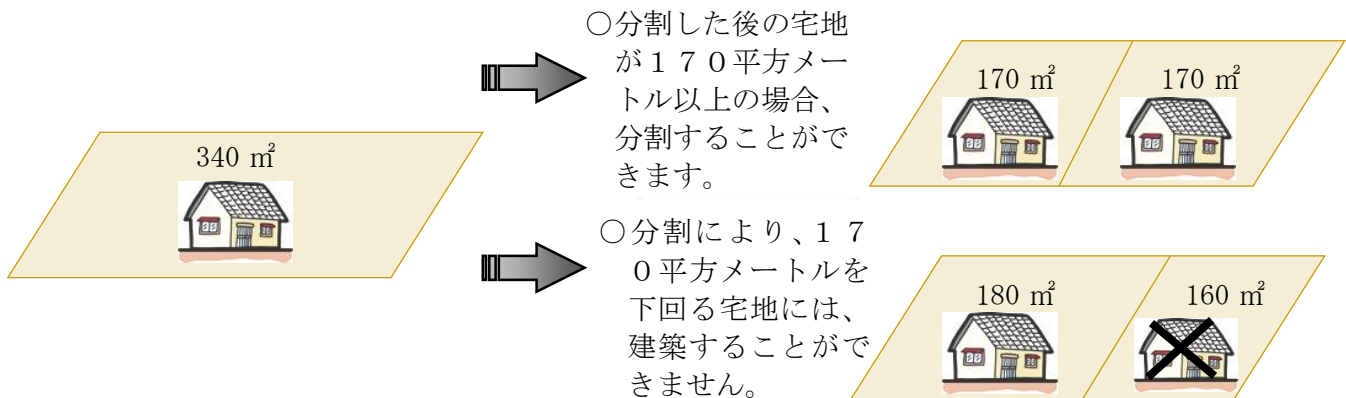 340 ㎡
○分割した後の宅地
が１７０平方メー
トル以上の場合、
分割することがで
きます。
170 ㎡
170 ㎡
○分割により、１７
０平方メートルを
下回る宅地には、
建築することがで
きません。
180 ㎡
160 ㎡